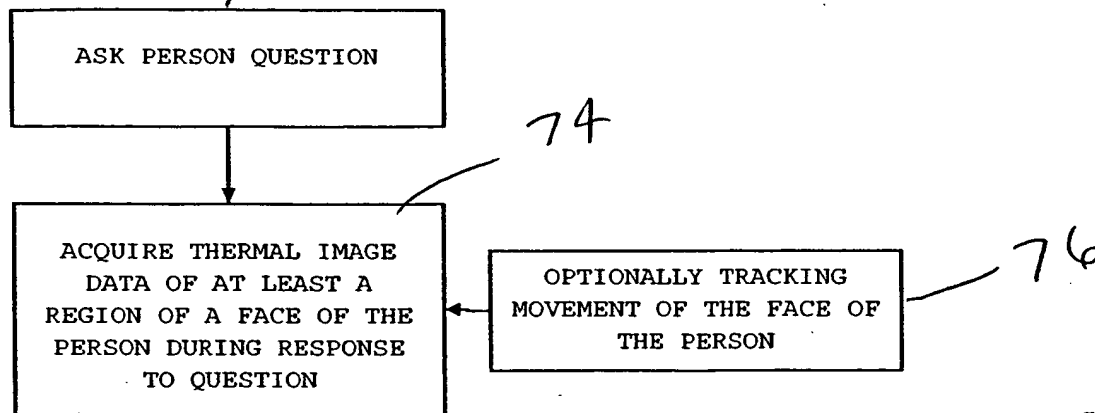 ASK PERSON QUESTION
74
ACQUIRE THERMAL IMAGE
DATA OF AT LEAST A
REGION OF A FACE OF THE
PERSON DURING RESPONSE
TO QUESTION
OPTIONALLY TRACKING
MOVEMENT OF THE FACE OF
THE PERSON
76